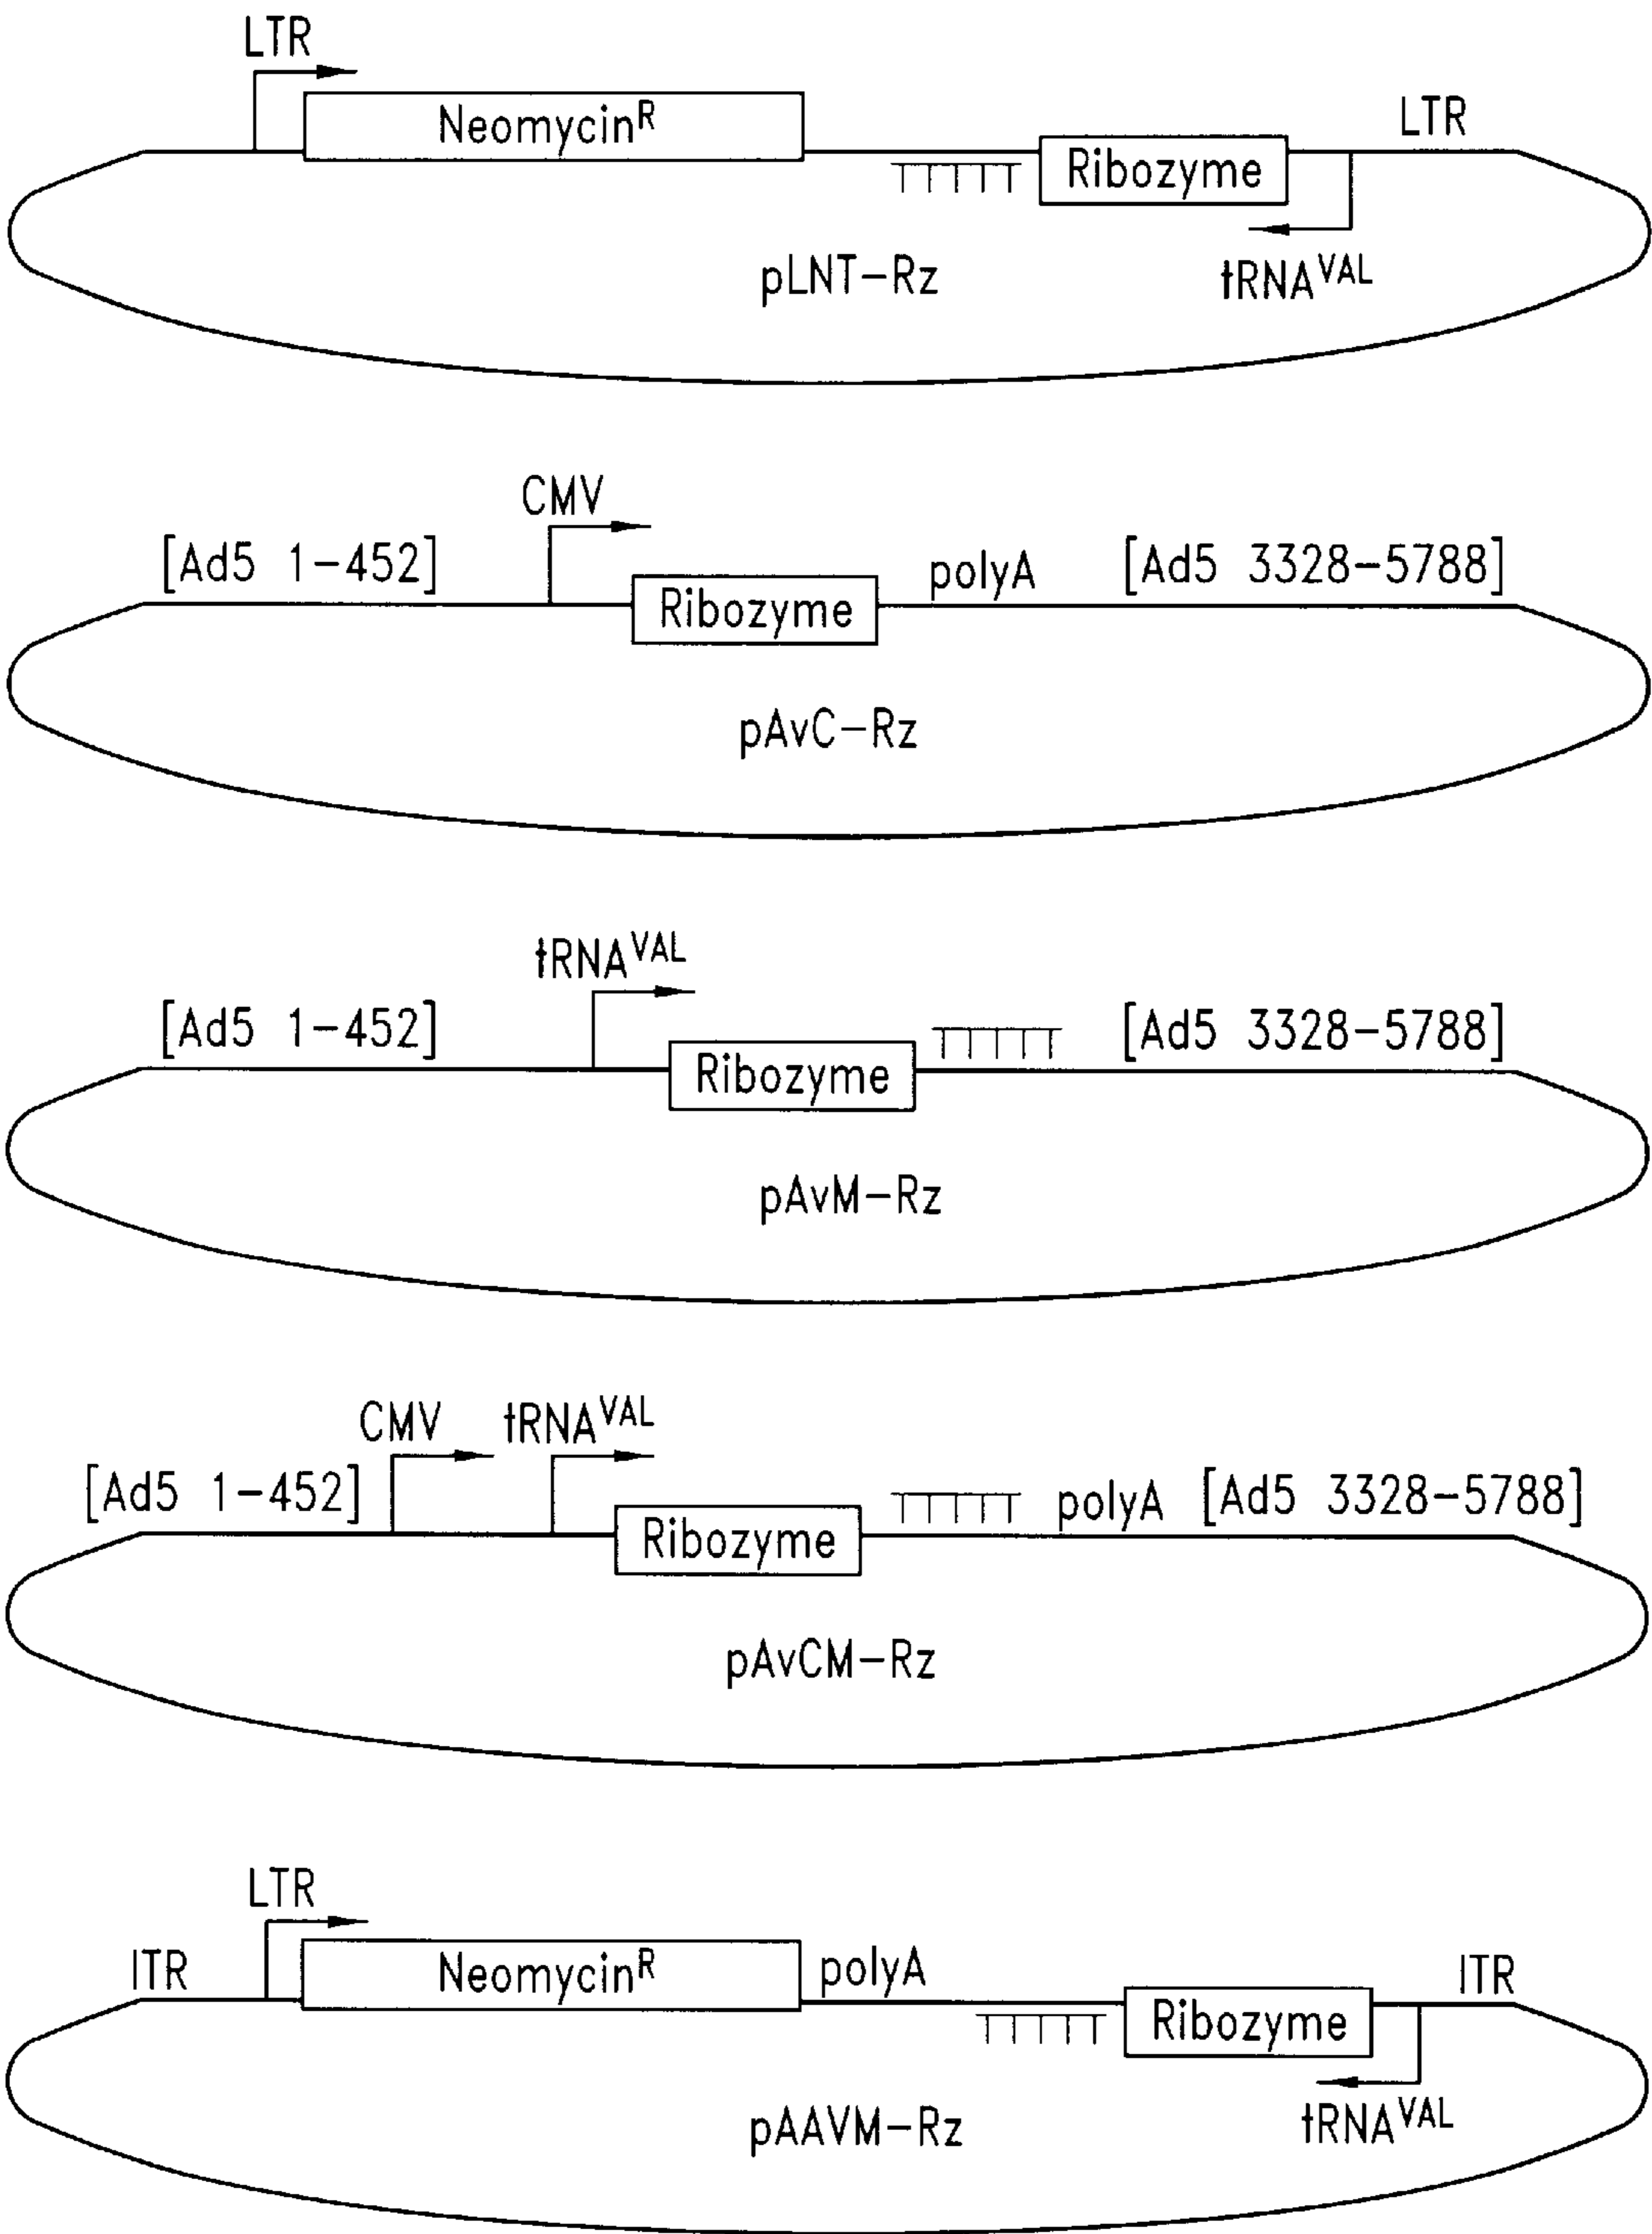 LTR
Neomycin^R
LTR
TTTTT
Ribozyme
pLNT-Rz
tRNA^VAL
CMV
[Ad5 1-452]
polyA
[Ad5 3328-5788]
Ribozyme
pAvC-Rz
tRNA^VAL
[Ad5 1-452]
TTTTT
[Ad5 3328-5788]
Ribozyme
pAvM-Rz
CMV
tRNA^VAL
[Ad5 1-452]
TTTTT
polyA
[Ad5 3328-5788]
Ribozyme
pAvCM-Rz
LTR
ITR
Neomycin^R
polyA
ITR
TTTTT
Ribozyme
pAAVM-Rz
tRNA^VAL